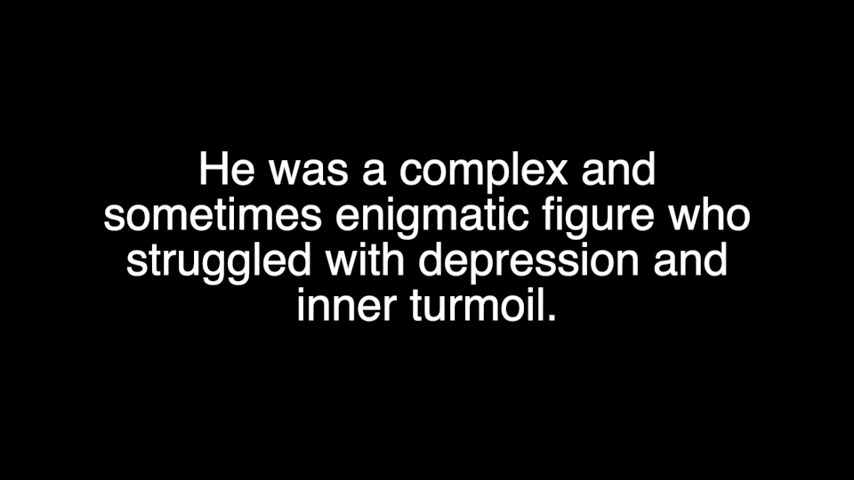 He was a complex and
sometimes enigmatic figure who
struggled with depression and
inner turmoil.